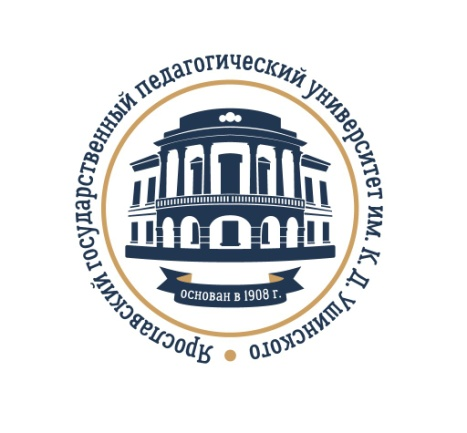 Ярославский государственный педагогический университет им. К. Д. Ушинского
основан в 1908 г.